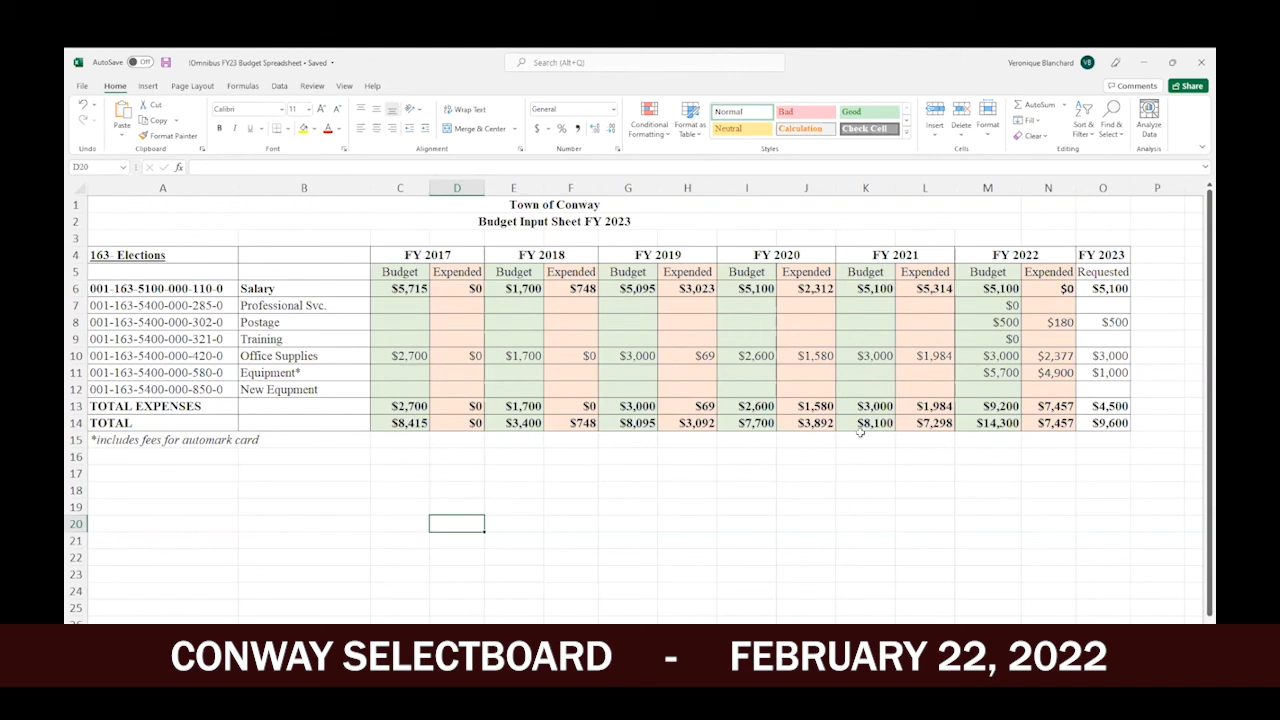 AutoSave Off !Omnibus FY23 Budget Spreadsheet • Saved Search (Alt+Q) Veronique Blanchard VB
File Home Insert Page Layout Formulas Data Review View Help Comments Share
Cut Calibri 11 Wrap Text General Normal Bad Good AutoSum
Paste Copy Conditional Format as Insert Delete Format Fill Sort & Find & Analyze
Format Painter B I U Merge & Center $ % Formatting Table Neutral Calculation Check Cell Clear Filter Select Data
Undo Clipboard Font Alignment Number Styles Cells Editing Analysis
D20 fx
A B C D E F G H I J K L M N O P
1 Town of Conway
2 Budget Input Sheet FY 2023
3
4 163- Elections FY 2017 FY 2018 FY 2019 FY 2020 FY 2021 FY 2022 FY 2023
5 Budget Expended Budget Expended Budget Expended Budget Expended Budget Expended Budget Expended Requested
6 001-163-5100-000-110-0 Salary $5,715 $0 $1,700 $748 $5,095 $3,023 $5,100 $2,312 $5,100 $5,314 $5,100 $0 $5,100
7 001-163-5400-000-285-0 Professional Svc. $0
8 001-163-5400-000-302-0 Postage $500 $180 $500
9 001-163-5400-000-321-0 Training $0
10 001-163-5400-000-420-0 Office Supplies $2,700 $0 $1,700 $0 $3,000 $69 $2,600 $1,580 $3,000 $1,984 $3,000 $2,377 $3,000
11 001-163-5400-000-580-0 Equipment* $5,700 $4,900 $1,000
12 001-163-5400-000-850-0 New Equpment
13 TOTAL EXPENSES $2,700 $0 $1,700 $0 $3,000 $69 $2,600 $1,580 $3,000 $1,984 $9,200 $7,457 $4,500
14 TOTAL $8,415 $0 $3,400 $748 $8,095 $3,092 $7,700 $3,892 $8,100 $7,298 $14,300 $7,457 $9,600
15 *includes fees for automark card
16
17
18
19
20
21
22
23
24
25
CONWAY SELECTBOARD - FEBRUARY 22, 2022